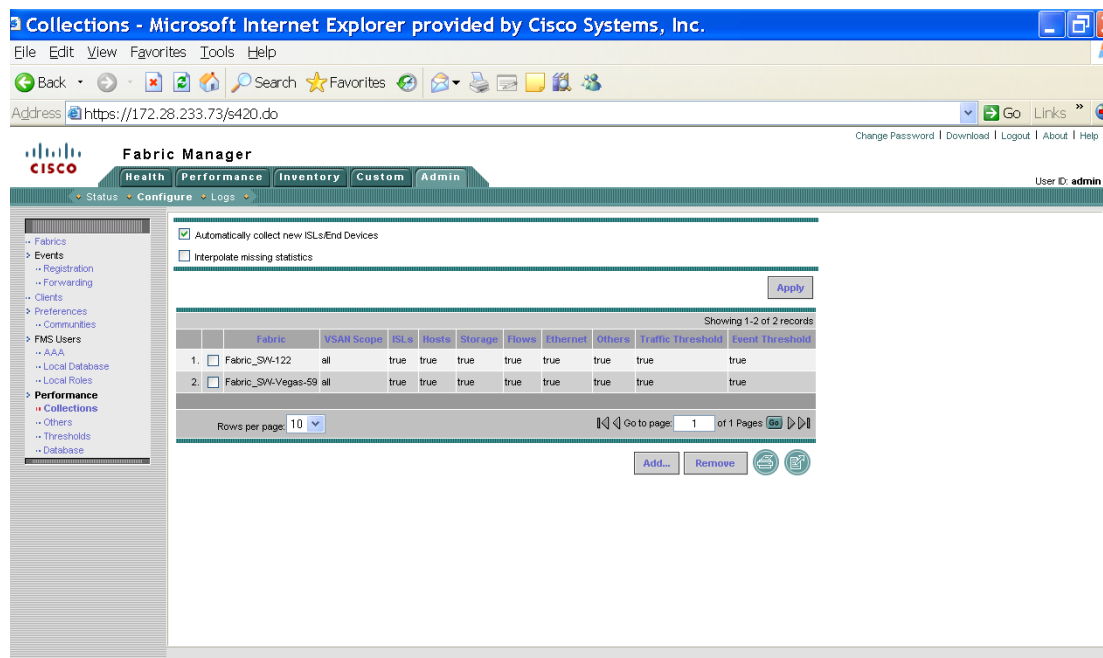 Collections - Microsoft Internet Explorer provided by Cisco Systems, Inc.
File Edit View Favorites Tools Help
Back Search Favorites
Address https://172.28.233.73/s420.do Go Links »
Change Password | Download | Logout | About | Help
CISCO Fabric Manager
Health Performance Inventory Custom Admin
User ID: admin
Status Configure Logs
Fabrics
Events
Registration
Forwarding
Clients
Preferences
Communities
FMS Users
AAA
Local Database
Local Roles
Performance
Collections
Others
Thresholds
Database
Automatically collect new ISLs/End Devices
Interpolate missing statistics
Apply
Showing 1-2 of 2 records
Fabric VSAN Scope ISLs Hosts Storage Flows Ethernet Others Traffic Threshold Event Threshold
1. Fabric_SW-122 all true true true true true true true true
2. Fabric_SW-Vegas-59 all true true true true true true true true
Rows per page: 10 Go to page: 1 of 1 Pages Go
Add... Remove